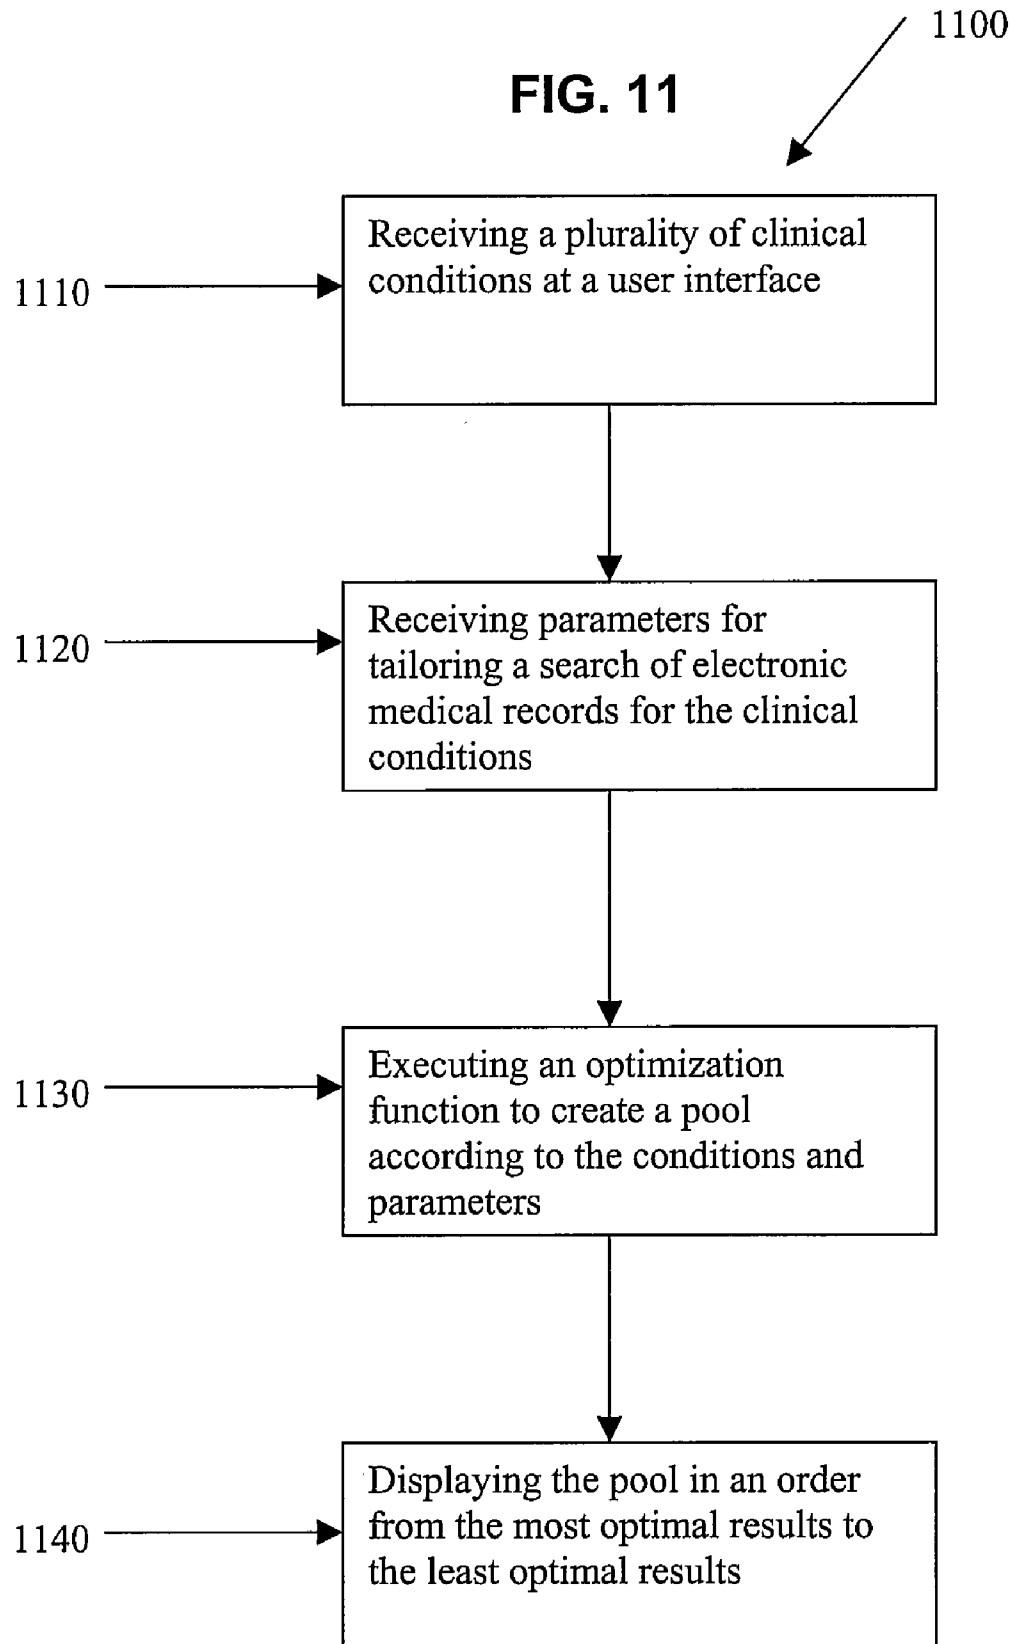 1100
FIG. 11
Receiving a plurality of clinical
conditions at a user interface
1110
Receiving parameters for
tailoring a search of electronic
medical records for the clinical
conditions
1120
Executing an optimization
function to create a pool
according to the conditions and
parameters
1130
Displaying the pool in an order
from the most optimal results to
the least optimal results
1140